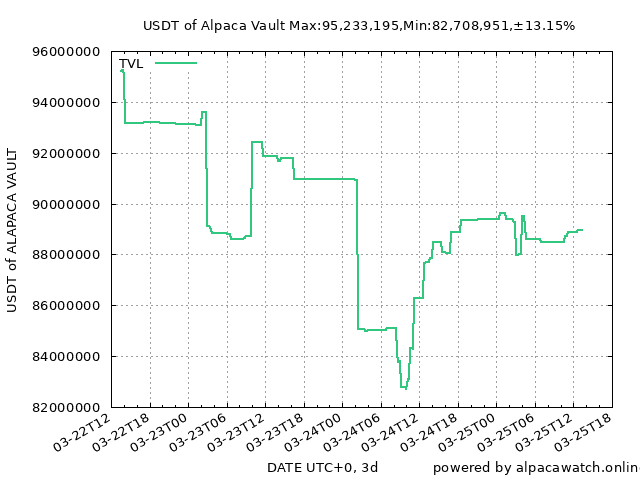 USDT of Alpaca Vault Max:95,233,195,Min:82,708,951,±13.15%
TVL
USDT of ALAPACA VAULT
96000000
94000000
92000000
90000000
88000000
86000000
84000000
82000000
03-22T12
03-22T18
03-23T00
03-23T06
03-23T12
03-23T18
03-24T00
03-24T06
03-24T12
03-24T18
03-25T00
03-25T06
03-25T12
03-25T18
DATE UTC+0, 3d
powered by alpacawatch.onlin